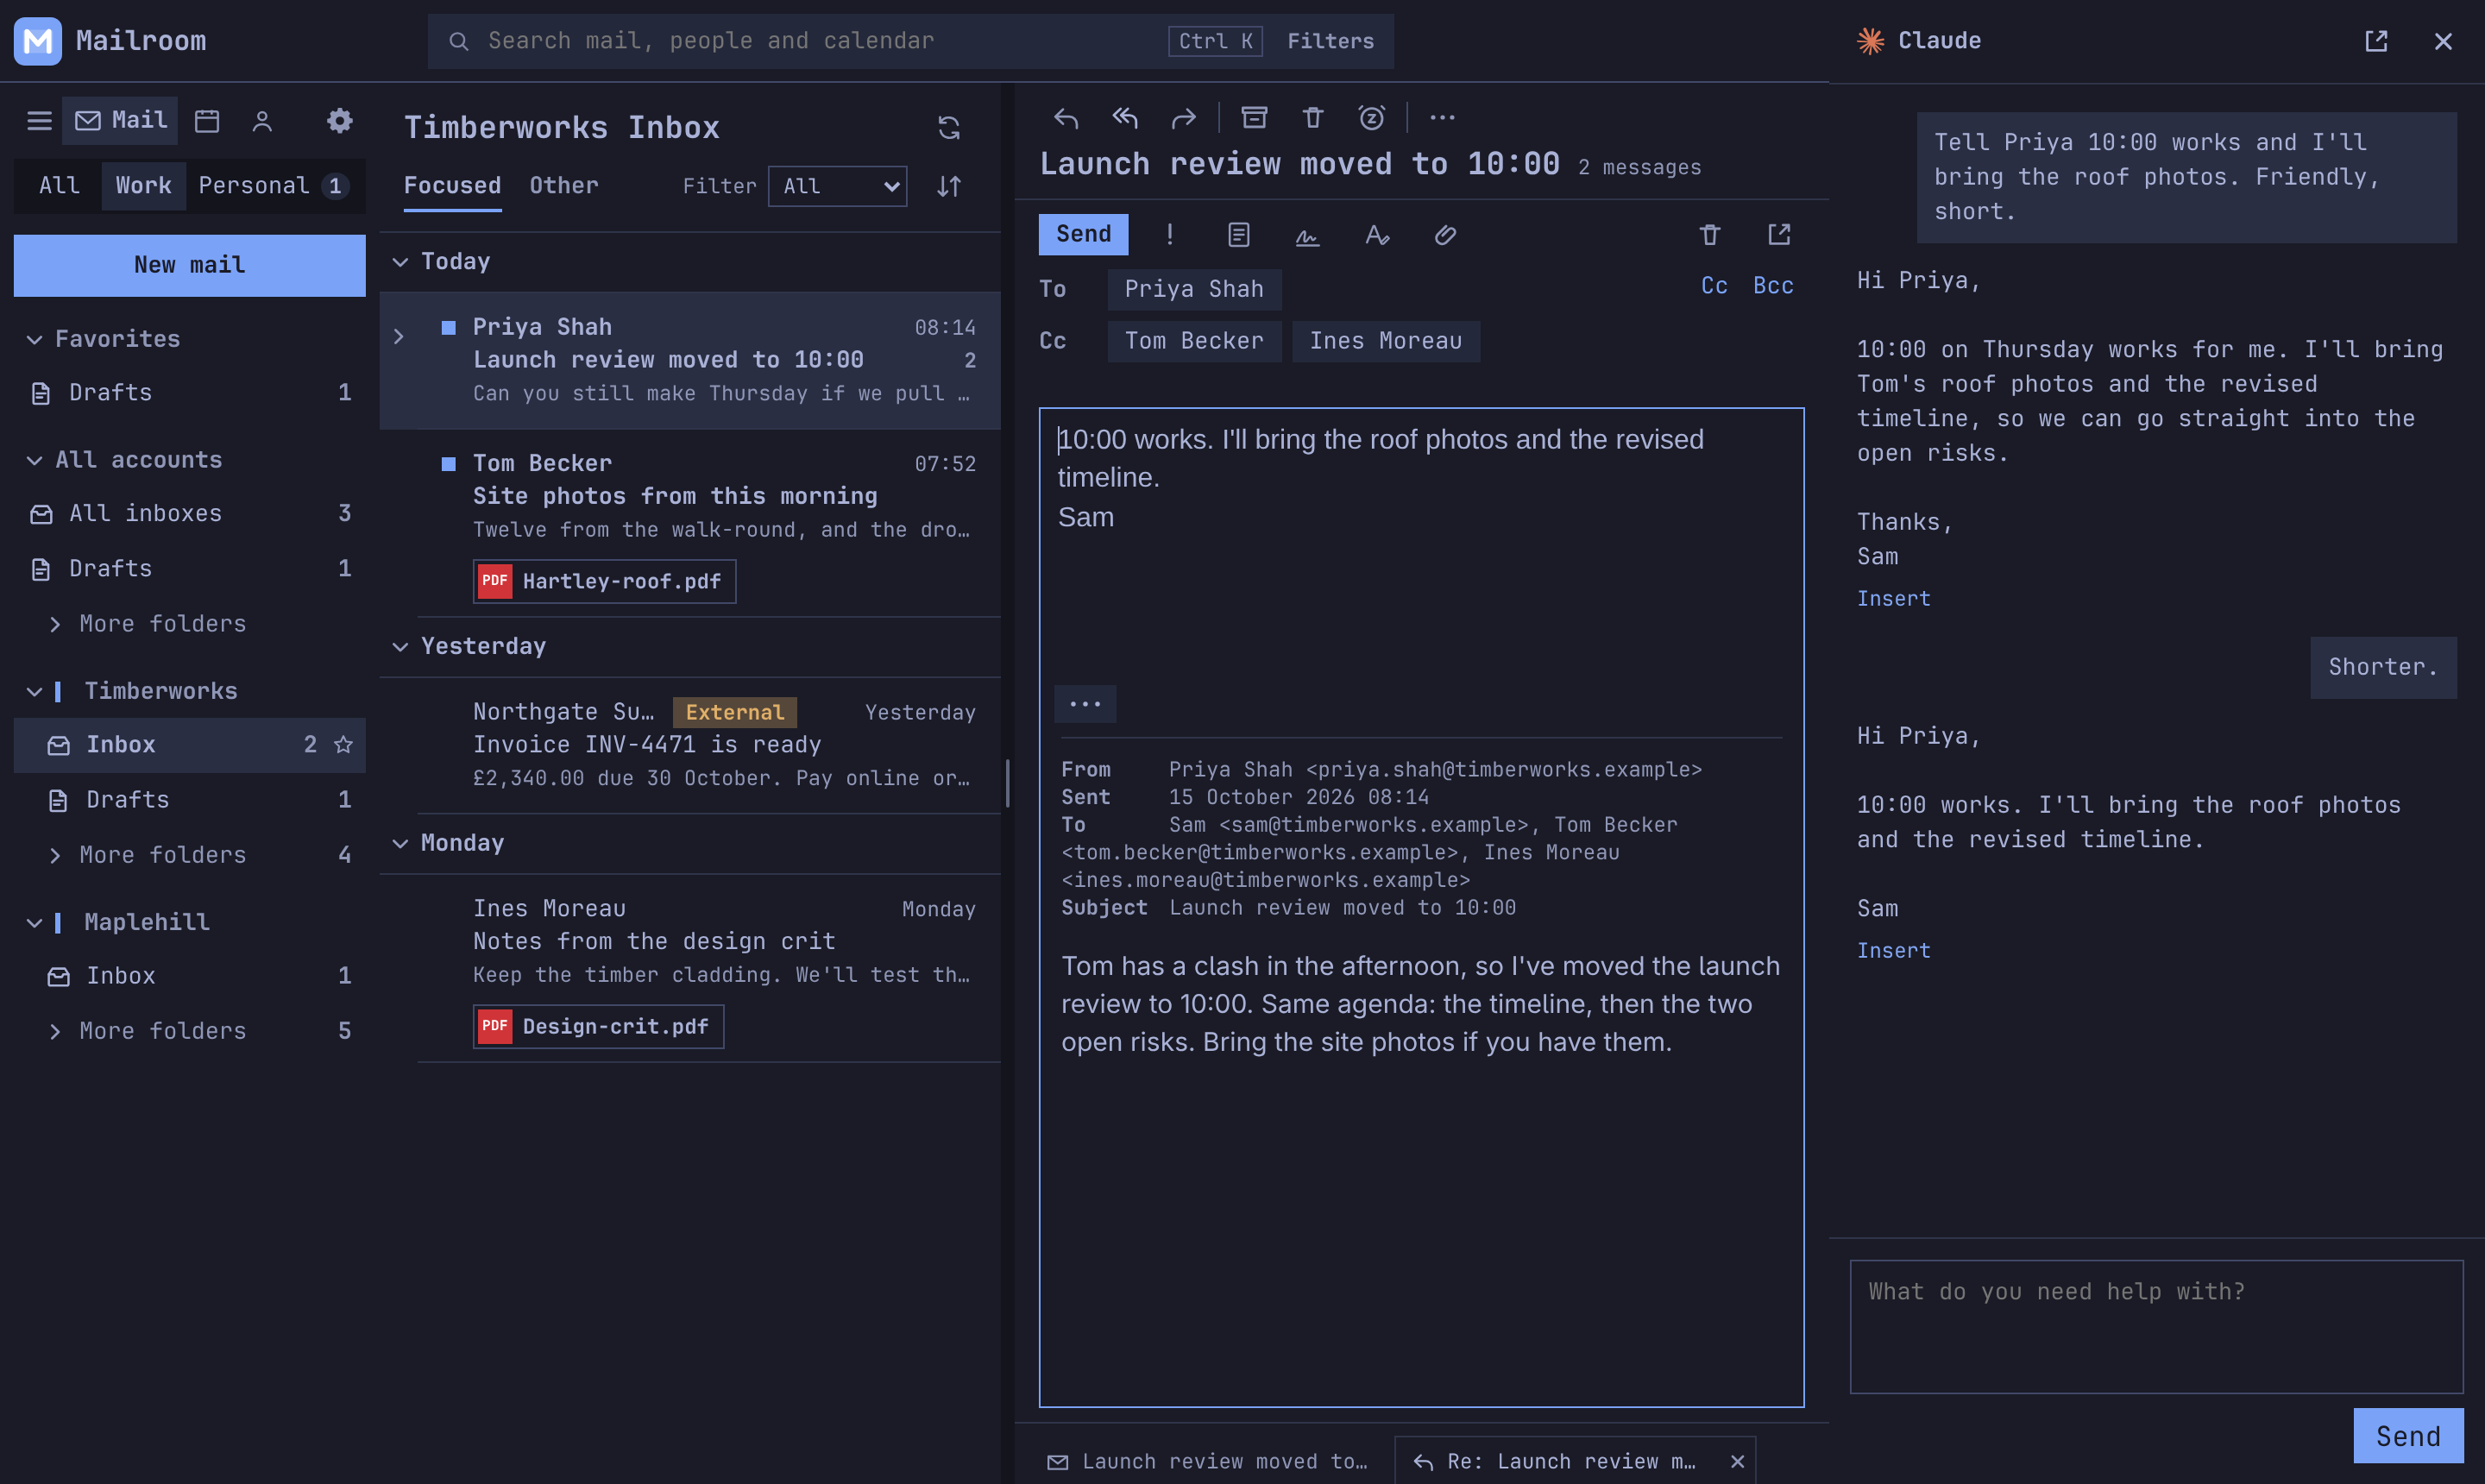 Mailroom
Search mail, people and calendar
Ctrl K
Filters
Claude
Mail
All
Work
Personal 1
New mail
Favorites
Drafts 1
All accounts
All inboxes 3
Drafts 1
More folders
Timberworks
Inbox 2
Drafts 1
More folders 4
Maplehill
Inbox 1
More folders 5
Timberworks Inbox
Focused
Other
Filter
All
Today
Priya Shah 08:14
Launch review moved to 10:00 2
Can you still make Thursday if we pull …
Tom Becker 07:52
Site photos from this morning
Twelve from the walk-round, and the dro…
PDF Hartley-roof.pdf
Yesterday
Northgate Su… External Yesterday
Invoice INV-4471 is ready
£2,340.00 due 30 October. Pay online or…
Monday
Ines Moreau Monday
Notes from the design crit
Keep the timber cladding. We'll test th…
PDF Design-crit.pdf
Launch review moved to 10:00 2 messages
Send
To Priya Shah Cc Bcc
Cc Tom Becker Ines Moreau
10:00 works. I'll bring the roof photos and the revised
timeline.
Sam
From Priya Shah <priya.shah@timberworks.example>
Sent 15 October 2026 08:14
To Sam <sam@timberworks.example>, Tom Becker
<tom.becker@timberworks.example>, Ines Moreau
<ines.moreau@timberworks.example>
Subject Launch review moved to 10:00
Tom has a clash in the afternoon, so I've moved the launch
review to 10:00. Same agenda: the timeline, then the two
open risks. Bring the site photos if you have them.
Launch review moved to…
Re: Launch review m…
Tell Priya 10:00 works and I'll
bring the roof photos. Friendly,
short.
Hi Priya,
10:00 on Thursday works for me. I'll bring
Tom's roof photos and the revised
timeline, so we can go straight into the
open risks.
Thanks,
Sam
Insert
Shorter.
Hi Priya,
10:00 works. I'll bring the roof photos
and the revised timeline.
Sam
Insert
What do you need help with?
Send